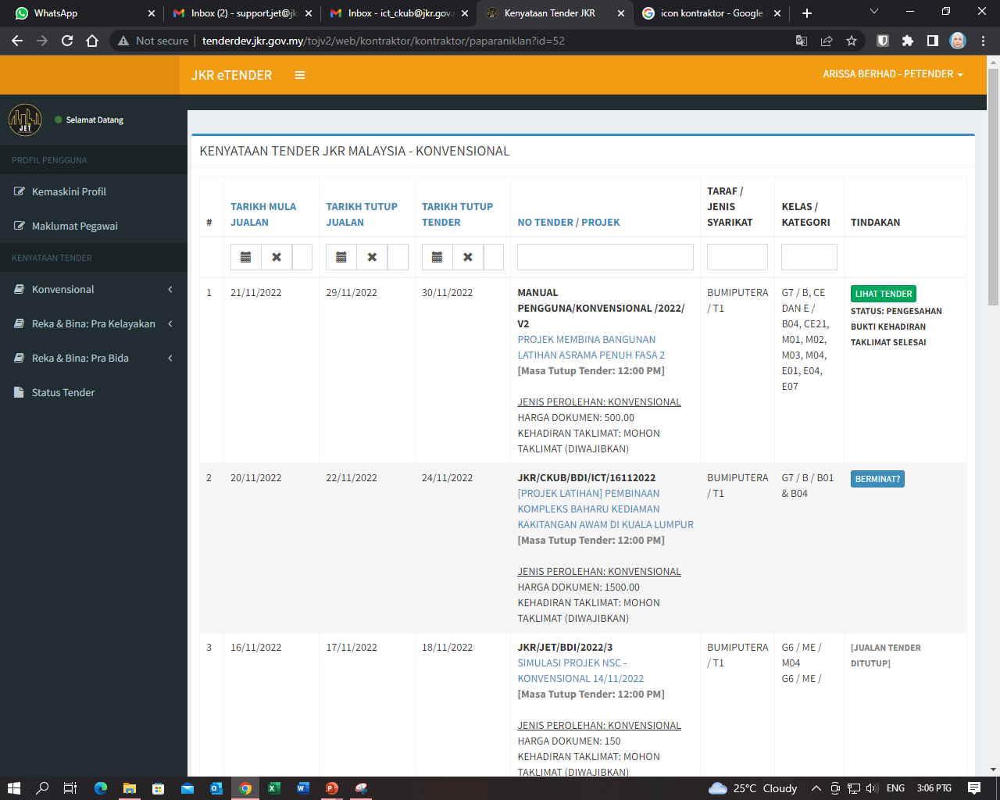 WhatsApp
Inbox (2) - support.jet@jk
Inbox - ict_ckub@jkr.gov.
Kenyataan Tender JKR
icon kontraktor - Google
Not secure | tenderdev.jkr.gov.my/tojv2/web/kontraktor/kontraktor/paparaniklan?id=52
JKR eTENDER
ARISSA BERHAD - PETENDER
JET
Selamat Datang
PROFIL PENGGUNA
Kemaskini Profil
Maklumat Pegawai
KENYATAAN TENDER
Konvensional
Reka & Bina: Pra Kelayakan
Reka & Bina: Pra Bida
Status Tender
KENYATAAN TENDER JKR MALAYSIA - KONVENSIONAL
#
TARIKH MULA
JUALAN
TARIKH TUTUP
JUALAN
TARIKH TUTUP
TENDER
NO TENDER / PROJEK
TARAF /
JENIS
SYARIKAT
KELAS /
KATEGORI
TINDAKAN
1
21/11/2022
29/11/2022
30/11/2022
MANUAL
PENGGUNA/KONVENSIONAL /2022/
V2
PROJEK MEMBINA BANGUNAN
LATIHAN ASRAMA PENUH FASA 2
[Masa Tutup Tender: 12:00 PM]
JENIS PEROLEHAN: KONVENSIONAL
HARGA DOKUMEN: 500.00
KEHADIRAN TAKLIMAT: MOHON
TAKLIMAT (DIWAJIBKAN)
BUMIPUTERA
/ T1
G7 / B, CE
DAN E /
B04, CE21,
M01, M02,
M03, M04,
E01, E04,
E07
LIHAT TENDER
STATUS: PENGESAHAN
BUKTI KEHADIRAN
TAKLIMAT SELESAI
2
20/11/2022
22/11/2022
24/11/2022
JKR/CKUB/BDI/ICT/16112022
[PROJEK LATIHAN] PEMBINAAN
KOMPLEKS BAHARU KEDIAMAN
KAKITANGAN AWAM DI KUALA LUMPUR
[Masa Tutup Tender: 12:00 PM]
JENIS PEROLEHAN: KONVENSIONAL
HARGA DOKUMEN: 1500.00
KEHADIRAN TAKLIMAT: MOHON
TAKLIMAT (DIWAJIBKAN)
BUMIPUTERA
/ T1
G7 / B / B01
& B04
BERMINAT?
3
16/11/2022
17/11/2022
18/11/2022
JKR/JET/BDI/2022/3
SIMULASI PROJEK NSC -
KONVENSIONAL 14/11/2022
[Masa Tutup Tender: 12:00 PM]
JENIS PEROLEHAN: KONVENSIONAL
HARGA DOKUMEN: 150
KEHADIRAN TAKLIMAT: MOHON
TAKLIMAT (DIWAJIBKAN)
BUMIPUTERA
/ T1
G6 / ME /
M04
G6 / ME /
[JUALAN TENDER
DITUTUP]
25°C Cloudy
ENG
3:06 PTG